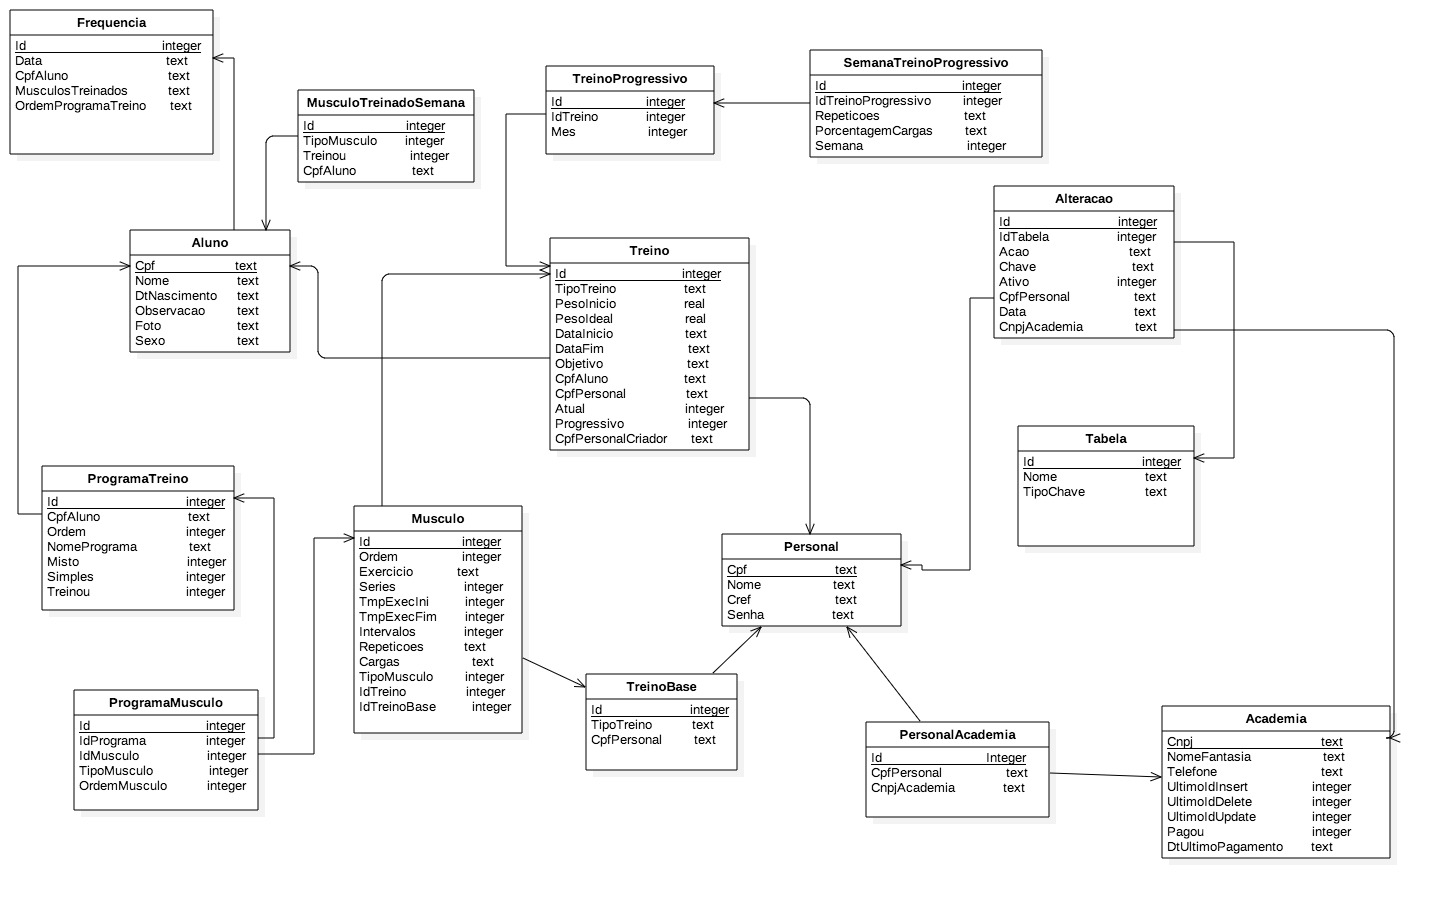 Frequencia
Id integer
Data text
CpfAluno text
MusculosTreinados text
OrdemProgramaTreino text
MusculoTreinadoSemana
Id integer
TipoMusculo integer
Treinou integer
CpfAluno text
TreinoProgressivo
Id integer
IdTreino integer
Mes integer
SemanaTreinoProgressivo
Id integer
IdTreinoProgressivo integer
Repeticoes text
PorcentagemCargas text
Semana integer
Alteracao
Id integer
IdTabela integer
Acao text
Chave text
Ativo integer
CpfPersonal text
Data text
CnpjAcademia text
Aluno
Cpf text
Nome text
DtNascimento text
Observacao text
Foto text
Sexo text
Treino
Id integer
TipoTreino text
PesoInicio real
PesoIdeal real
DataInicio text
DataFim text
Objetivo text
CpfAluno text
CpfPersonal text
Atual integer
Progressivo integer
CpfPersonalCriador text
Tabela
Id integer
Nome text
TipoChave text
ProgramaTreino
Id integer
CpfAluno text
Ordem integer
NomePrograma text
Misto integer
Simples integer
Treinou integer
Musculo
Id integer
Ordem integer
Exercicio text
Series integer
TmpExecIni integer
TmpExecFim integer
Intervalos integer
Repeticoes text
Cargas text
TipoMusculo integer
IdTreino integer
IdTreinoBase integer
Personal
Cpf text
Nome text
Cref text
Senha text
ProgramaMusculo
Id integer
IdPrograma integer
IdMusculo integer
TipoMusculo integer
OrdemMusculo integer
TreinoBase
Id integer
TipoTreino text
CpfPersonal text
PersonalAcademia
Id Integer
CpfPersonal text
CnpjAcademia text
Academia
Cnpj text
NomeFantasia text
Telefone text
UltimoIdInsert integer
UltimoIdDelete integer
UltimoIdUpdate integer
Pagou integer
DtUltimoPagamento text